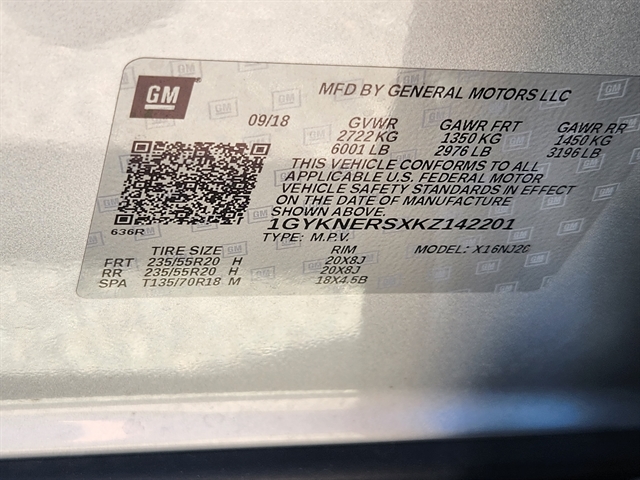 GM
MFD BY GENERAL MOTORS LLC
09/18 GVWR GAWR FRT GAWR RR
2722 KG 1350 KG 1450 KG
6001 LB 2976 LB 3196 LB
THIS VEHICLE CONFORMS TO ALL
APPLICABLE U.S. FEDERAL MOTOR
VEHICLE SAFETY STANDARDS IN EFFECT
ON THE DATE OF MANUFACTURE
SHOWN ABOVE.
636R 1GYKNERSXKZ142201
TYPE: M.P.V. MODEL: X16NJ26
TIRE SIZE RIM
FRT 235/55R20 H 20X8J
RR 235/55R20 H 20X8J
SPA T135/70R18 M 18X4.5B